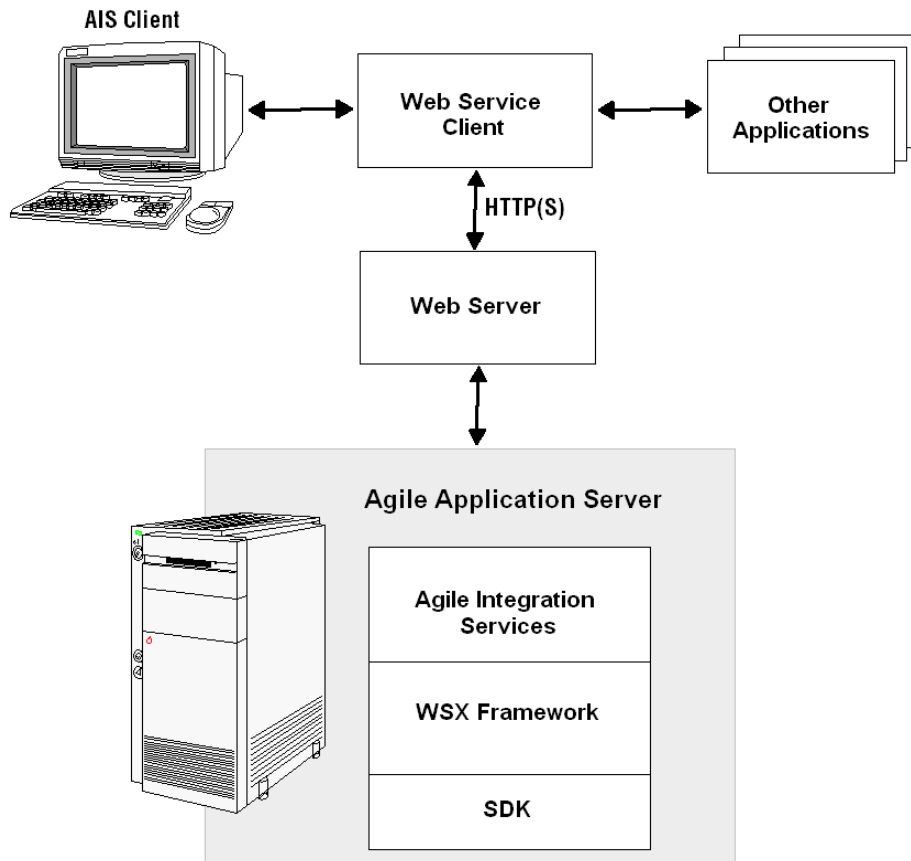 AIS Client
Web Service
Client
Other
Applications
HTTP(S)
Web Server
Agile Application Server
Agile Integration
Services
WSX Framework
SDK